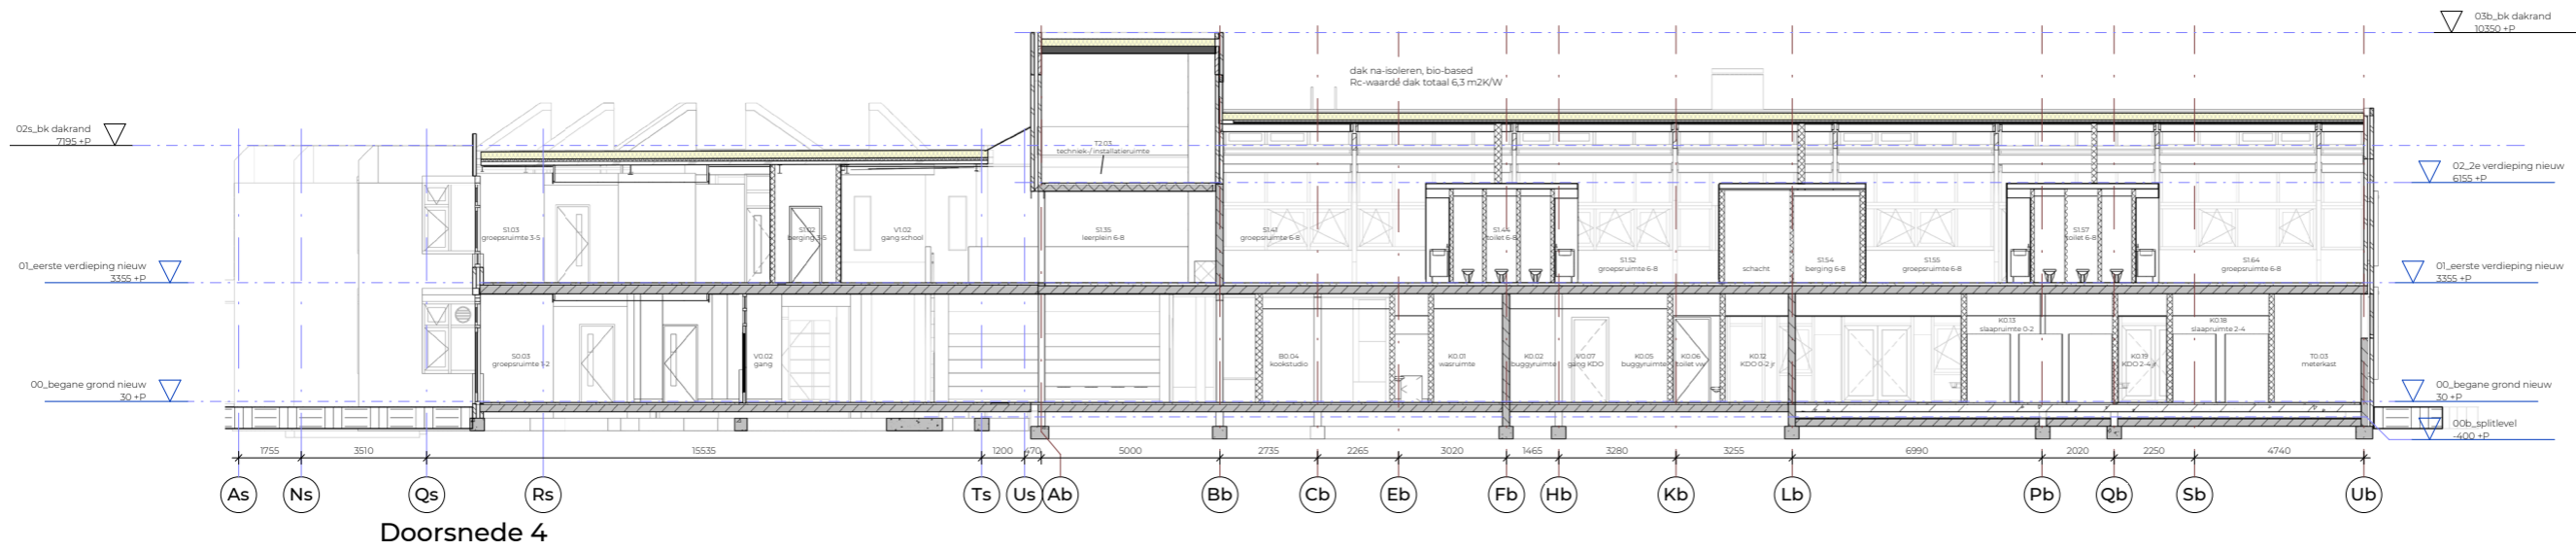 03b_bk dakrand
10350 +P
dak na-isoleren, bio-based
Rc-waarde dak totaal 6,3 m2K/W
02s_bk dakrand
7195 +P
T2.03
techniek-/installatieruimte
02_2e verdieping nieuw
6155 +P
S1.03
groepsruimte 3-5
S1.02
berging 3-5
V1.02
gang school
S1.35
leerplein 6-8
S1.41
groepsruimte 6-8
S1.44
toilet 6-8
S1.52
groepsruimte 6-8
schacht
S1.54
berging 6-8
S1.55
groepsruimte 6-8
S1.57
toilet 6-8
S1.64
groepsruimte 6-8
01_eerste verdieping nieuw
3355 +P
01_eerste verdieping nieuw
3355 +P
S0.03
groepsruimte 1-2
V0.02
gang
B0.04
kookstudio
K0.01
wasruimte
K0.02
buggyruimte
V0.07
gang KDO
K0.05
buggyruimte
K0.06
toilet vw
K0.12
KDO 0-2 jr
K0.13
slaapruimte 0-2
K0.19
KDO 2-4 jr
K0.18
slaapruimte 2-4
T0.03
meterkast
00_begane grond nieuw
30 +P
00_begane grond nieuw
30 +P
00b_splitlevel
-400 +P
1755 3510 15535 1200 470 5000 2735 2265 3020 1465 3280 3255 6990 2020 2250 4740
As Ns Qs Rs Ts Us Ab Bb Cb Eb Fb Hb Kb Lb Pb Qb Sb Ub
Doorsnede 4